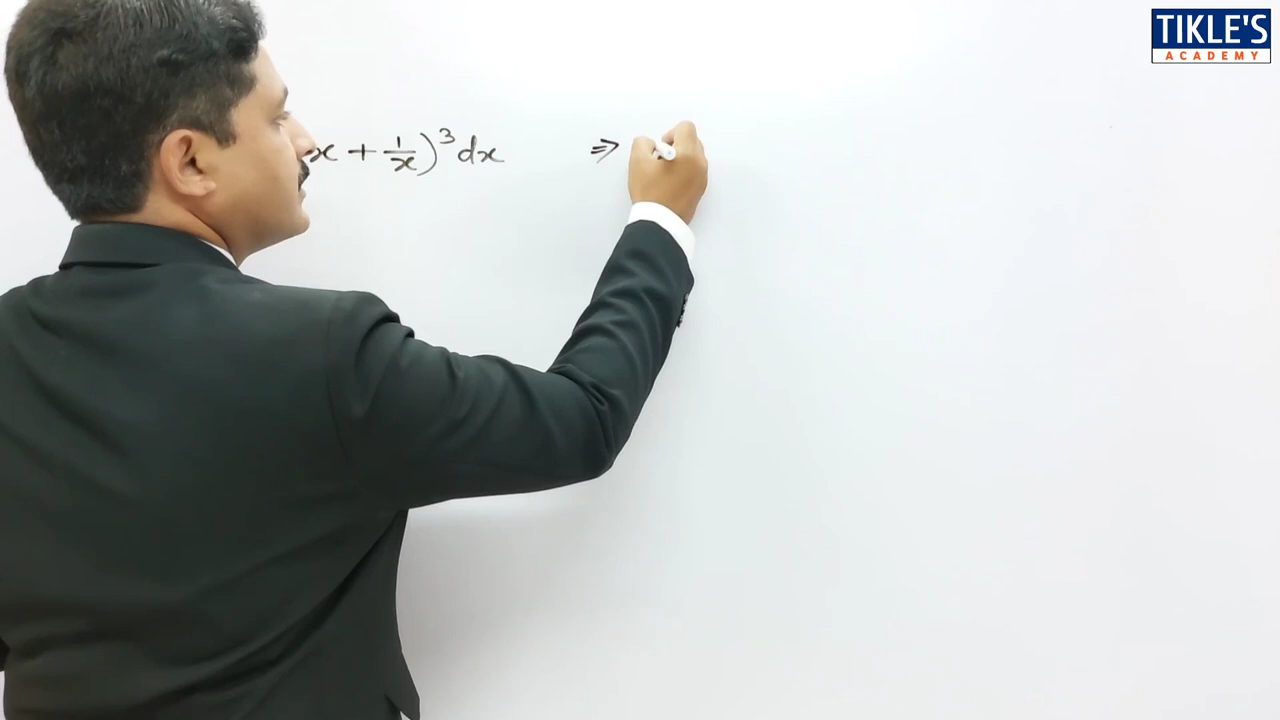 TIKLE'S
ACADEMY
x + 1/x)³ dx ⇒